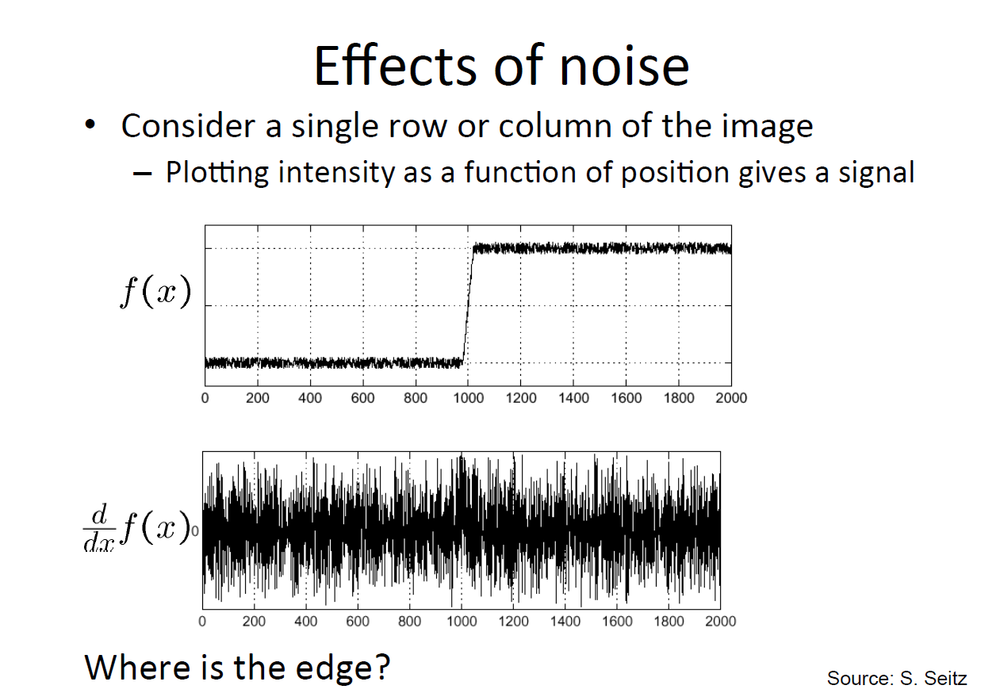 Effects of noise
• Consider a single row or column of the image
– Plotting intensity as a function of position gives a signal
f(x)
0 200 400 600 800 1000 1200 1400 1600 1800 2000
d/dx f(x) 0
0 200 400 600 800 1000 1200 1400 1600 1800 2000
Where is the edge?
Source: S. Seitz